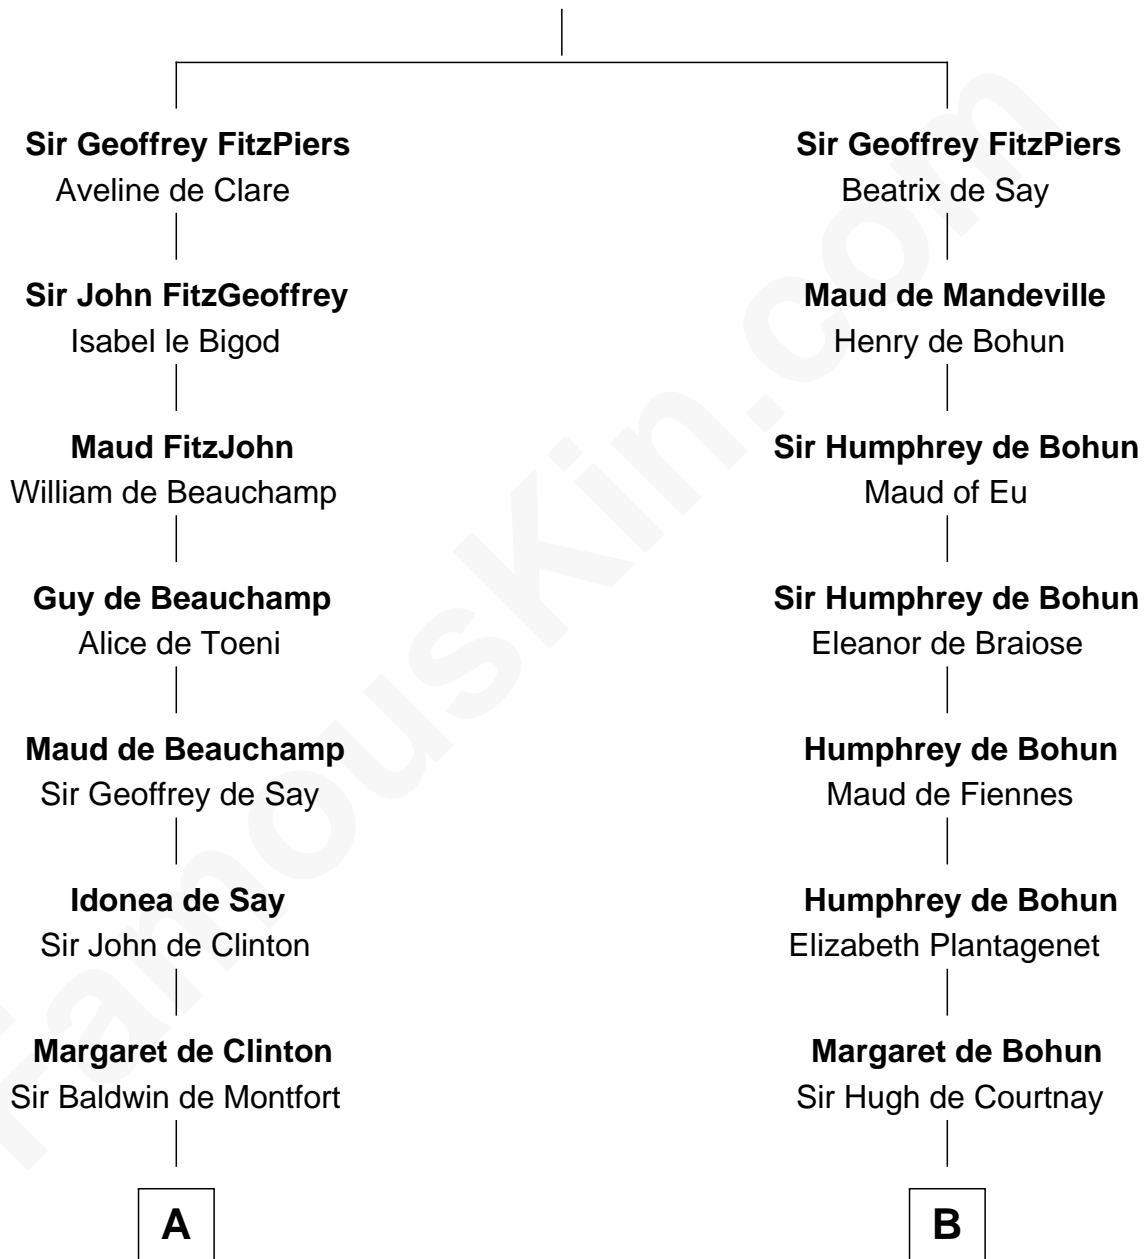 Sir Geoffrey FitzPiers
Aveline de Clare
Sir John FitzGeoffrey
Isabel le Bigod
Maud FitzJohn
William de Beauchamp
Guy de Beauchamp
Alice de Toeni
Maud de Beauchamp
Sir Geoffrey de Say
Idonea de Say
Sir John de Clinton
Margaret de Clinton
Sir Baldwin de Montfort
A
Sir Geoffrey FitzPiers
Beatrix de Say
Maud de Mandeville
Henry de Bohun
Sir Humphrey de Bohun
Maud of Eu
Sir Humphrey de Bohun
Eleanor de Braiose
Humphrey de Bohun
Maud de Fiennes
Humphrey de Bohun
Elizabeth Plantagenet
Margaret de Bohun
Sir Hugh de Courtnay
B
FamousKin.com